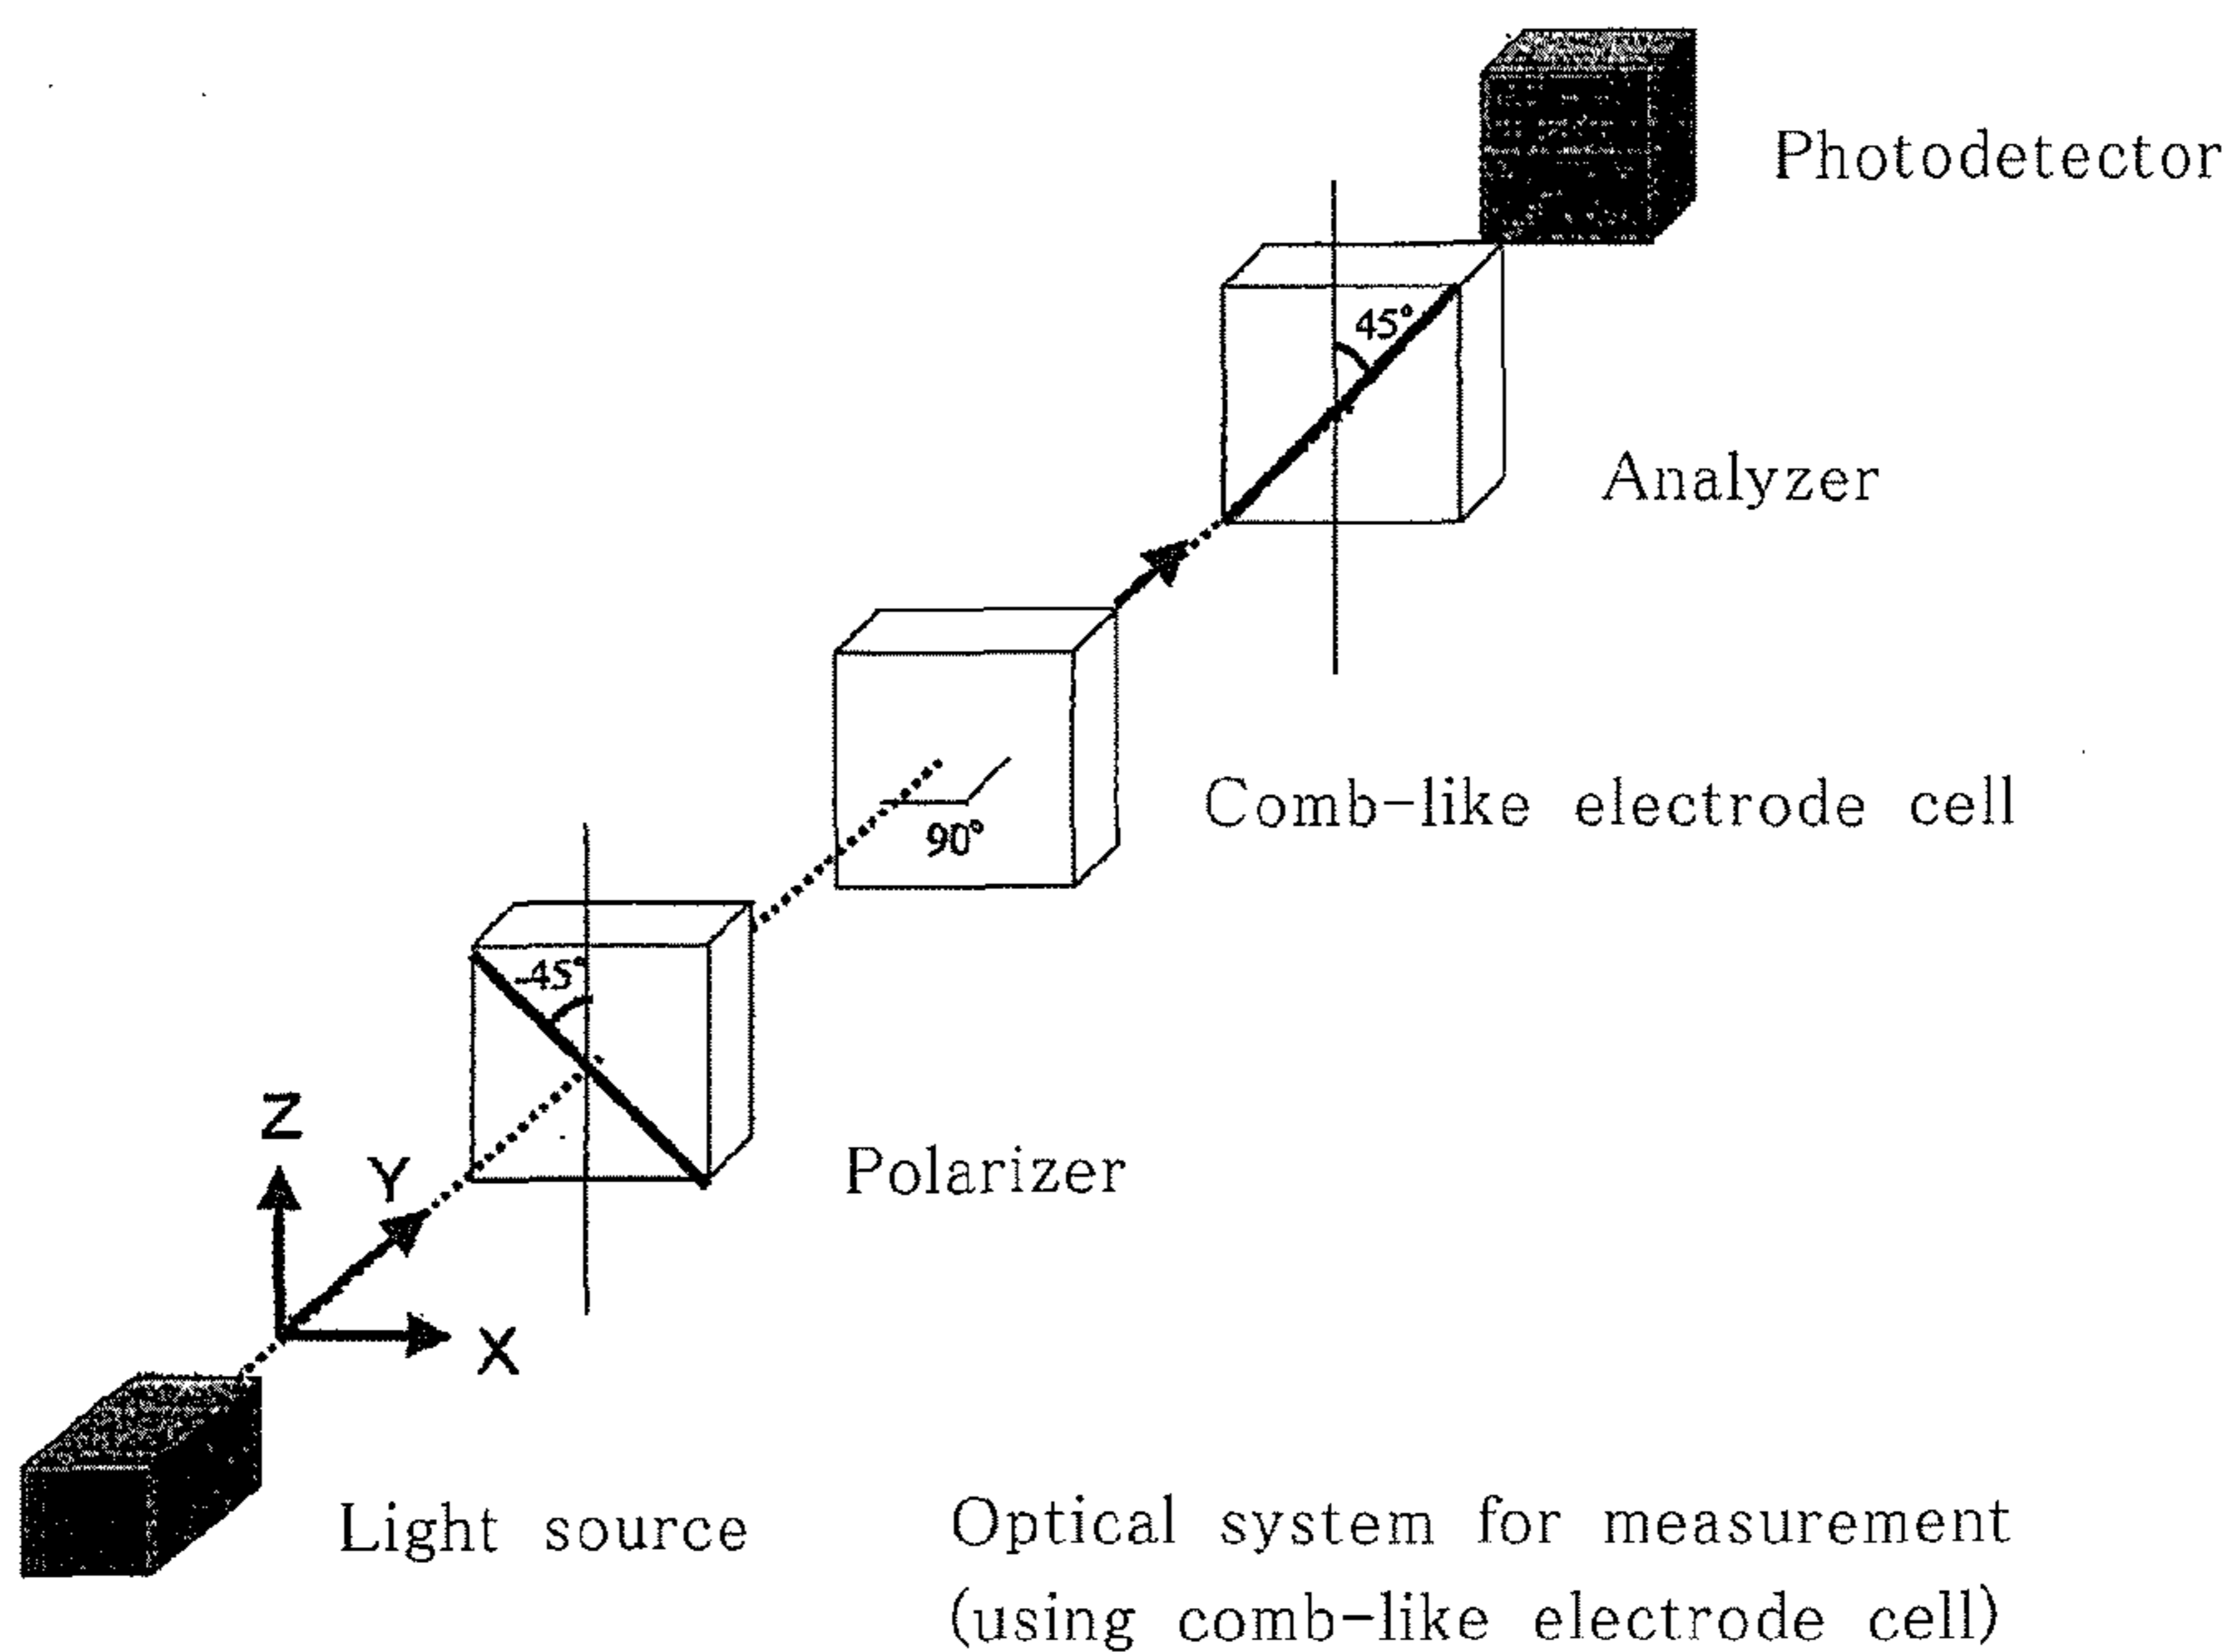 Photodetector
45°
Analyzer
Comb-like electrode cell
90°
-45°
Polarizer
Z
Y
X
Light source
Optical system for measurement
(using comb-like electrode cell)